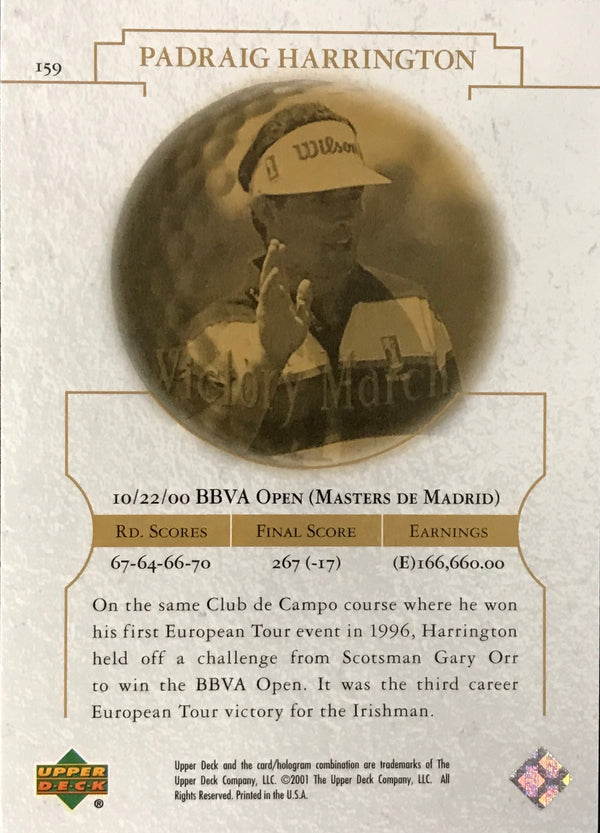 159
PADRAIG HARRINGTON
Wilson
Victory March
10/22/00 BBVA OPEN (MASTERS DE MADRID)
RD. SCORES FINAL SCORE EARNINGS
67-64-66-70 267 (-17) (E)166,660.00
On the same Club de Campo course where he won
his first European Tour event in 1996, Harrington
held off a challenge from Scotsman Gary Orr
to win the BBVA Open. It was the third career
European Tour victory for the Irishman.
UPPER
D·E·C·K
®
Upper Deck and the card/hologram combination are trademarks of The
Upper Deck Company, LLC. ©2001 The Upper Deck Company, LLC. All
Rights Reserved. Printed in the U.S.A.